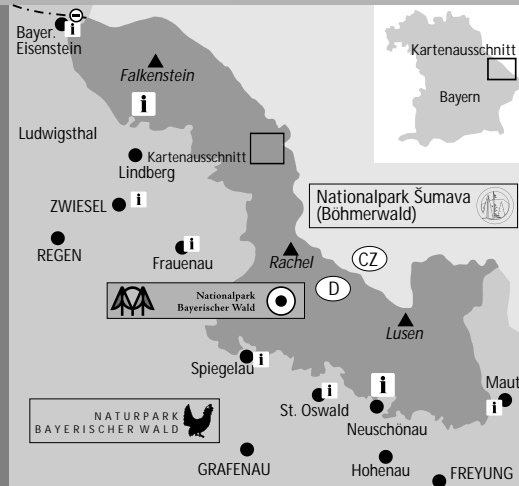 Bayer.
Eisenstein
i
Falkenstein
i
Kartenausschnitt
Bayern
Ludwigsthal
Lindberg
Kartenausschnitt
Nationalpark Šumava
(Böhmerwald)
ZWIESEL
i
REGEN
Frauenau
i
Rachel
CZ
D
Nationalpark
Bayerischer Wald
Lusen
Spiegelau
i
St. Oswald
i
i
Neuschönau
Maut
i
NATURPARK
BAYERISCHER WALD
GRAFENAU
Hohenau
FREYUNG